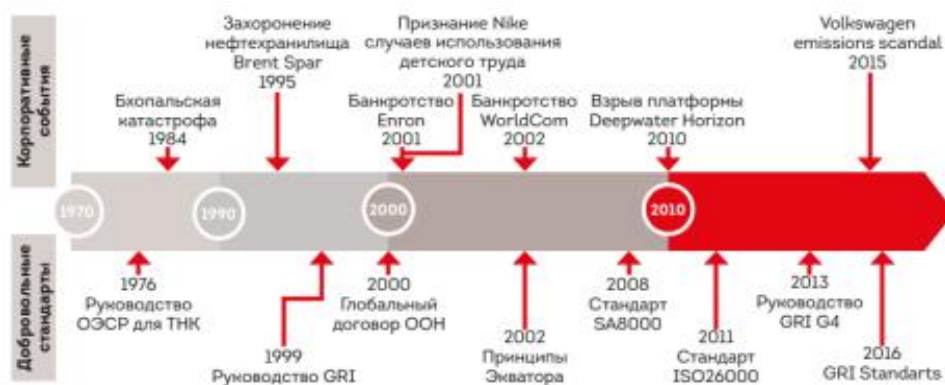 Корпоративные
события
Бхопальская
катастрофа
1984
Захоронение
нефтехранилища
Brent Spar
1995
Банкротство
Enron
2001
Признание Nike
случаев использования
детского труда
2001
Банкротство
WorldCom
2002
Взрыв платформы
Deepwater Horizon
2010
Volkswagen
emissions scandal
2015
1970
1990
2000
2010
Добровольные
стандарты
1976
Руководство
ОЭСР для ТНК
1999
Руководство GRI
2000
Глобальный
договор ООН
2002
Принципы
Экватора
2008
Стандарт
SA8000
2011
Стандарт
ISO26000
2013
Руководство
GRI G4
2016
GRI Standarts